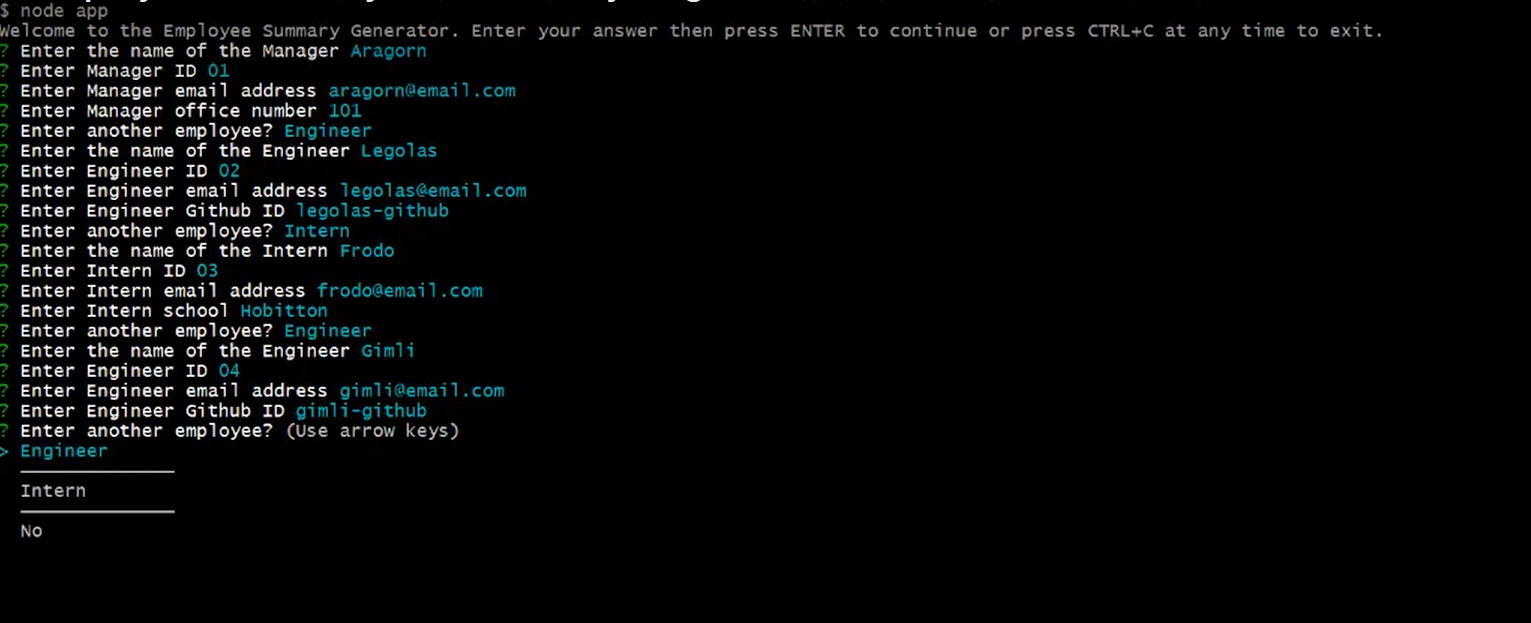 $ node app
Welcome to the Employee Summary Generator. Enter your answer then press ENTER to continue or press CTRL+C at any time to exit.
? Enter the name of the Manager Aragorn
? Enter Manager ID 01
? Enter Manager email address aragorn@email.com
? Enter Manager office number 101
? Enter another employee? Engineer
? Enter the name of the Engineer Legolas
? Enter Engineer ID 02
? Enter Engineer email address legolas@email.com
? Enter Engineer Github ID legolas-github
? Enter another employee? Intern
? Enter the name of the Intern Frodo
? Enter Intern ID 03
? Enter Intern email address frodo@email.com
? Enter Intern school Hobitton
? Enter another employee? Engineer
? Enter the name of the Engineer Gimli
? Enter Engineer ID 04
? Enter Engineer email address gimli@email.com
? Enter Engineer Github ID gimli-github
? Enter another employee? (Use arrow keys)
> Engineer
Intern
No